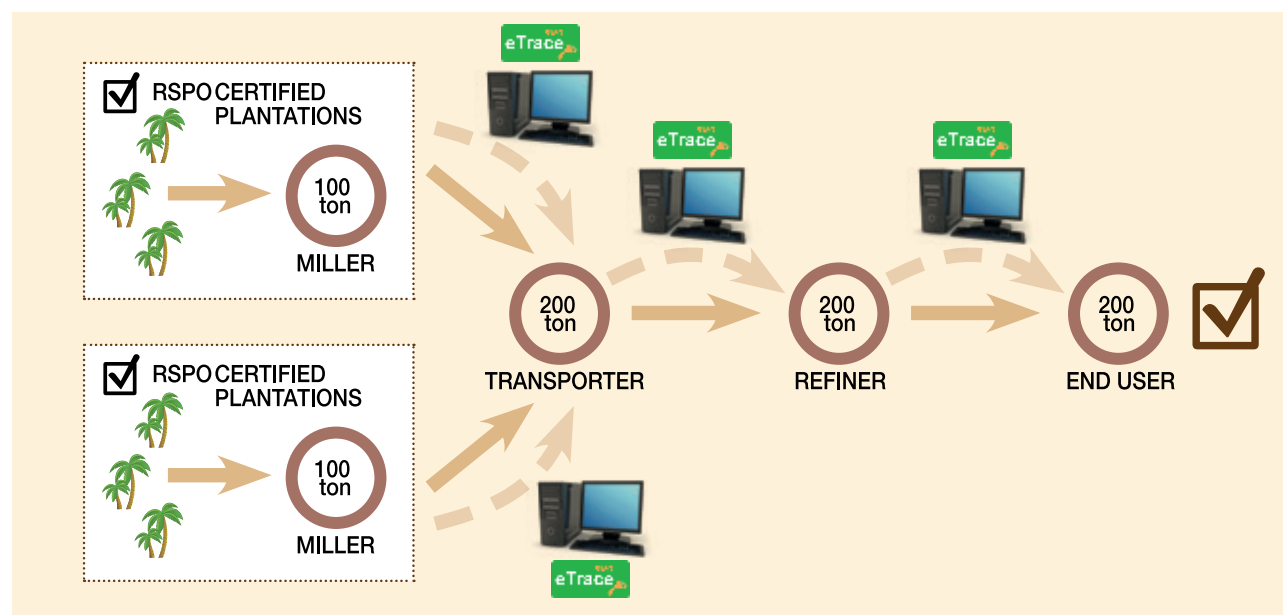 eTrace
RSPO CERTIFIED
PLANTATIONS
100
ton
MILLER
eTrace
eTrace
200
ton
TRANSPORTER
200
ton
REFINER
200
ton
END USER
RSPO CERTIFIED
PLANTATIONS
100
ton
MILLER
eTrace